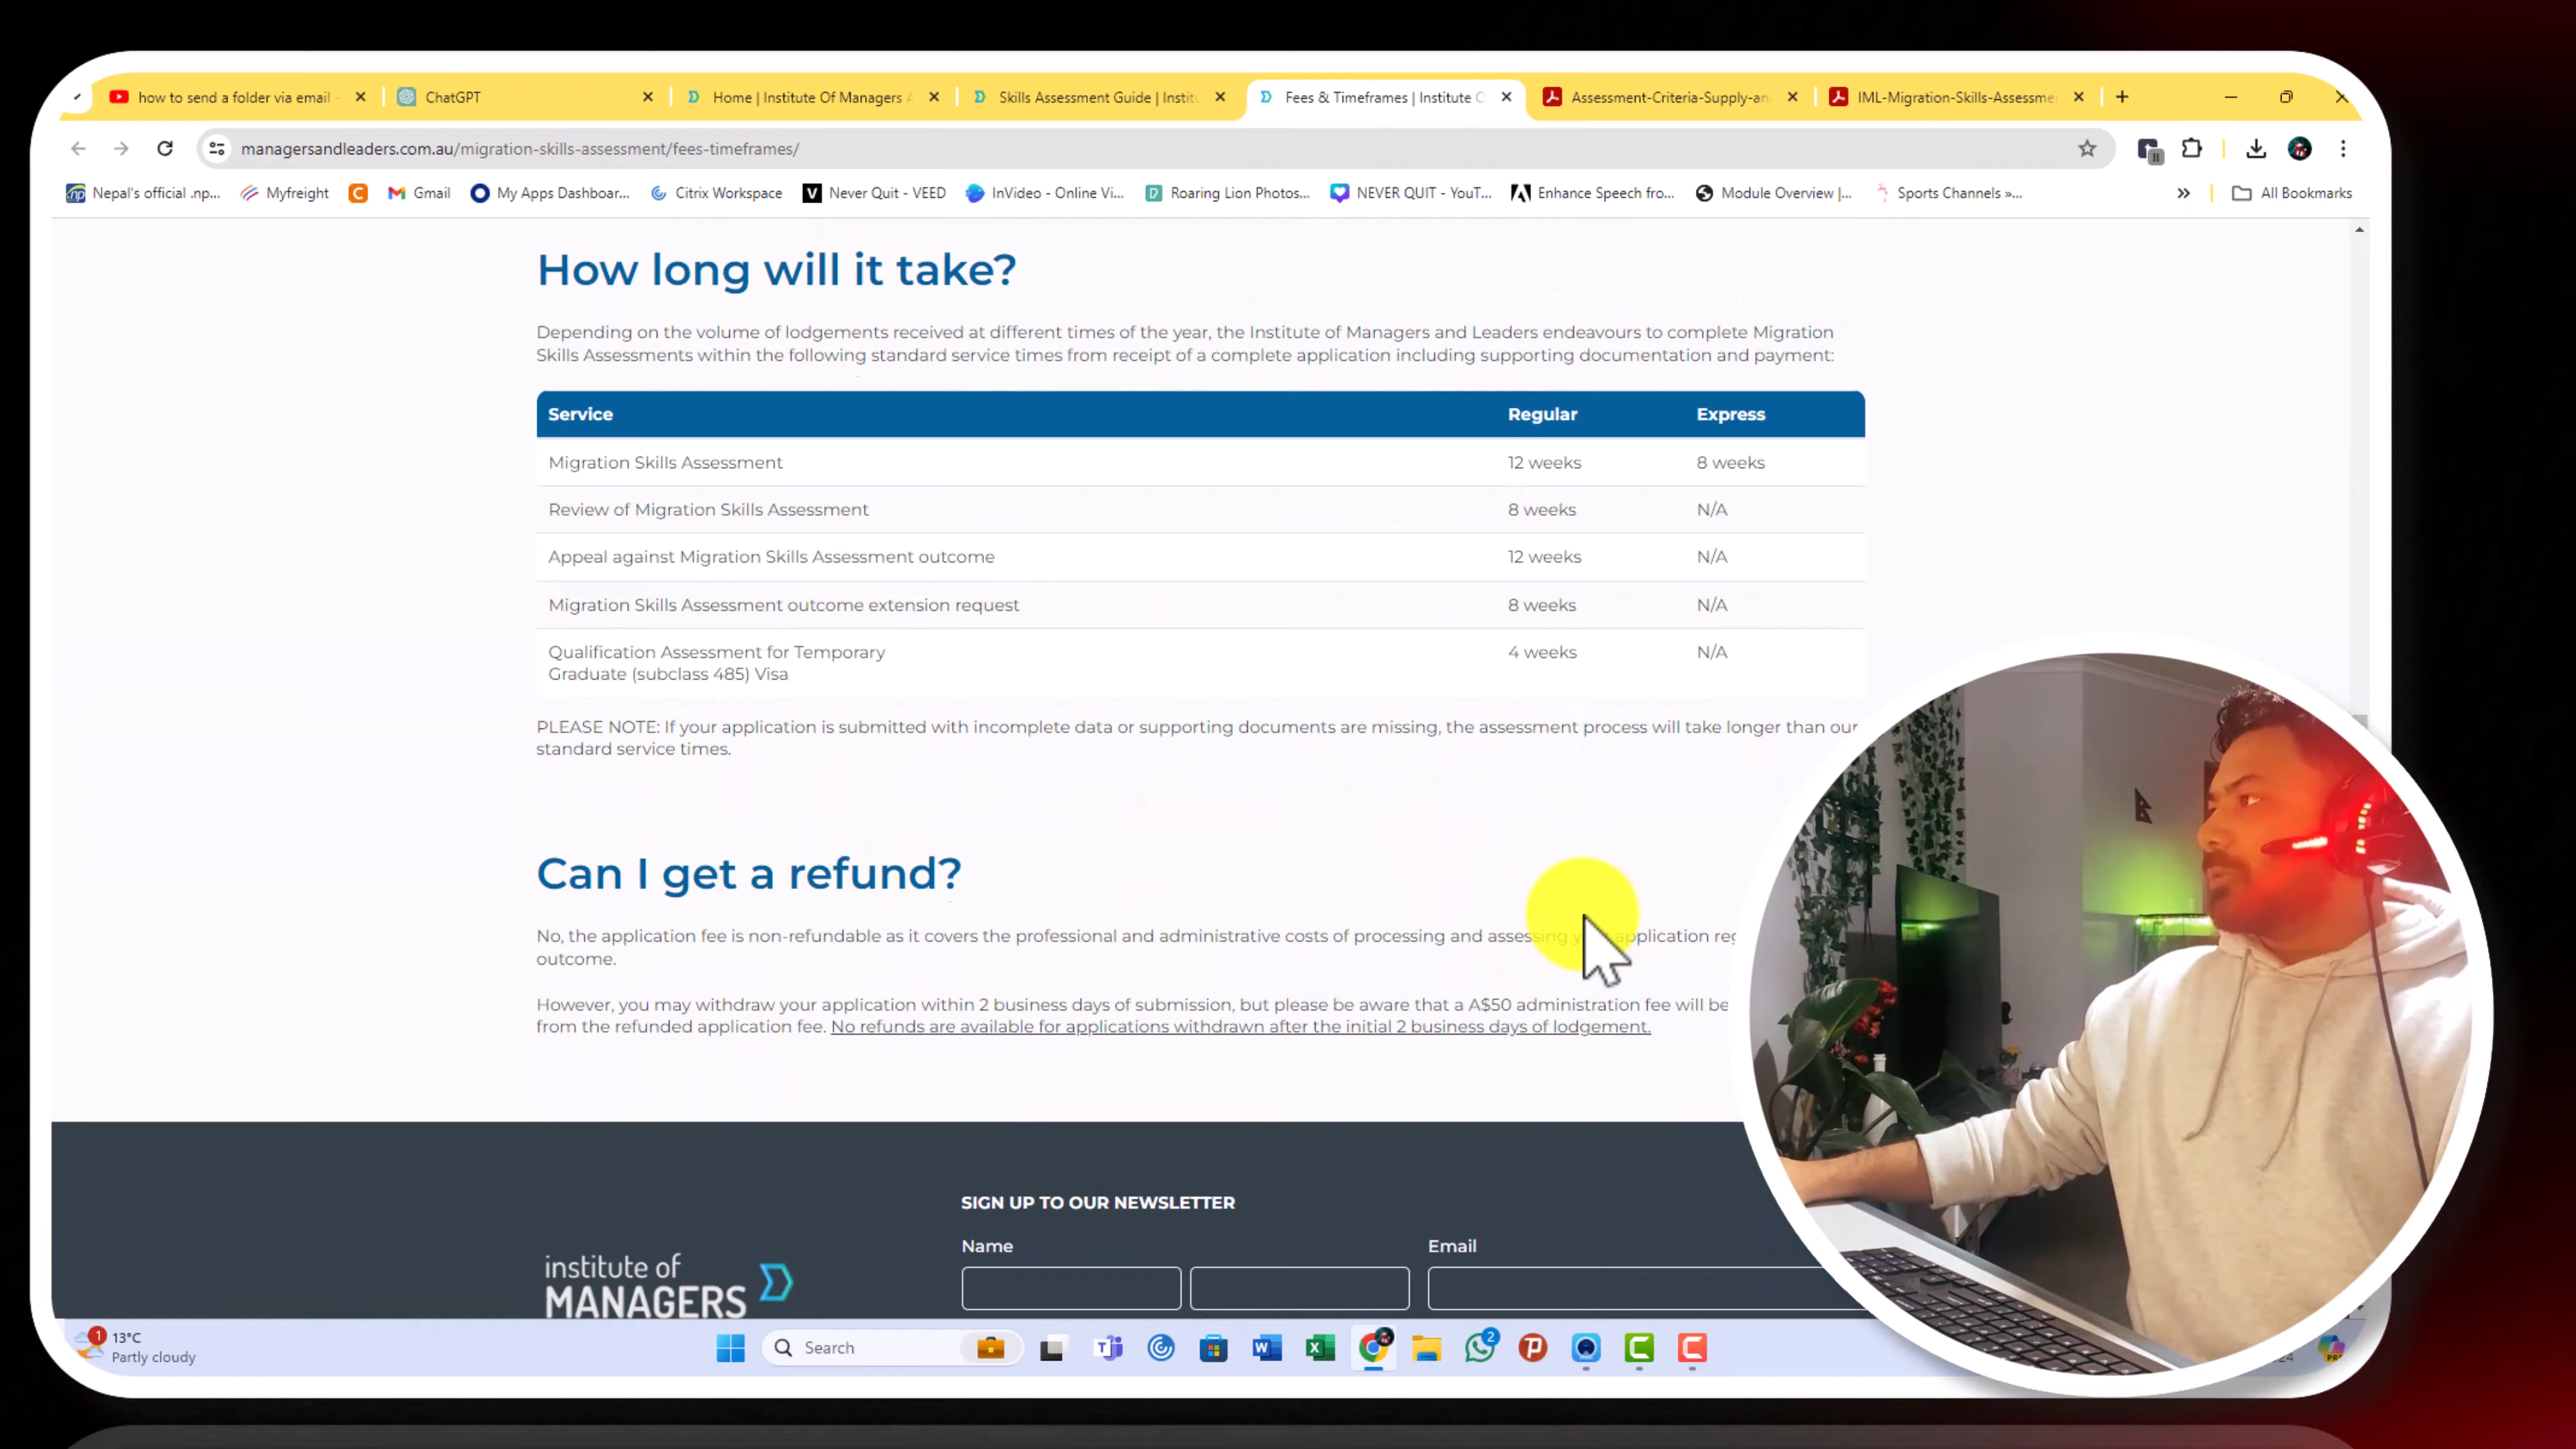 how to send a folder via email -
ChatGPT
Home | Institute Of Managers A
Skills Assessment Guide | Instit
Fees & Timeframes | Institute O
Assessment-Criteria-Supply-an
IML-Migration-Skills-Assessme
managersandleaders.com.au/migration-skills-assessment/fees-timeframes/
Nepal's official .np...
Myfreight
Gmail
My Apps Dashboar...
Citrix Workspace
Never Quit - VEED
InVideo - Online Vi...
Roaring Lion Photos...
NEVER QUIT - YouT...
Enhance Speech fro...
Module Overview |...
Sports Channels »...
All Bookmarks
How long will it take?
Depending on the volume of lodgements received at different times of the year, the Institute of Managers and Leaders endeavours to complete Migration
Skills Assessments within the following standard service times from receipt of a complete application including supporting documentation and payment:
Service Regular Express
Migration Skills Assessment 12 weeks 8 weeks
Review of Migration Skills Assessment 8 weeks N/A
Appeal against Migration Skills Assessment outcome 12 weeks N/A
Migration Skills Assessment outcome extension request 8 weeks N/A
Qualification Assessment for Temporary 4 weeks N/A
Graduate (subclass 485) Visa
PLEASE NOTE: If your application is submitted with incomplete data or supporting documents are missing, the assessment process will take longer than our
standard service times.
Can I get a refund?
No, the application fee is non-refundable as it covers the professional and administrative costs of processing and assessing application
outcome.
However, you may withdraw your application within 2 business days of submission, but please be aware that a A$50 administration fee will be
from the refunded application fee. No refunds are available for applications withdrawn after the initial 2 business days of lodgement.
SIGN UP TO OUR NEWSLETTER
Name
Email
institute of
MANAGERS
1
13°C
Partly cloudy
Search
2